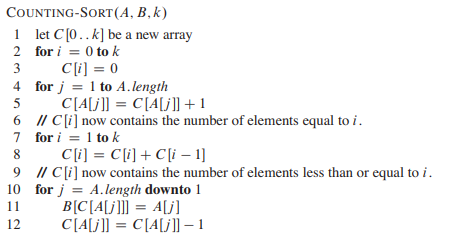 COUNTING-SORT(A, B, k)
1 let C[0..k] be a new array
2 for i = 0 to k
3 C[i] = 0
4 for j = 1 to A.length
5 C[A[j]] = C[A[j]] + 1
6 // C[i] now contains the number of elements equal to i.
7 for i = 1 to k
8 C[i] = C[i] + C[i − 1]
9 // C[i] now contains the number of elements less than or equal to i.
10 for j = A.length downto 1
11 B[C[A[j]]] = A[j]
12 C[A[j]] = C[A[j]] − 1